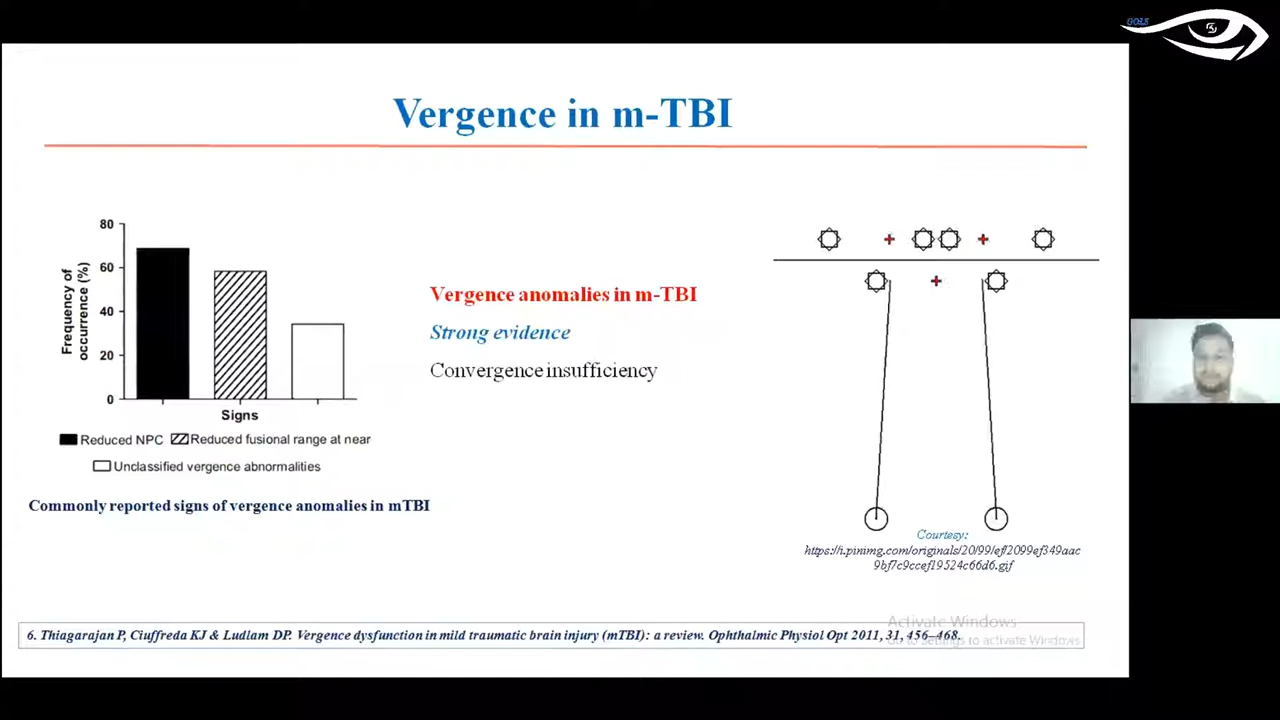 GOLS
Vergence in m-TBI
80
60
40
20
0
Frequency of
occurrence (%)
Signs
Reduced NPC
Reduced fusional range at near
Unclassified vergence abnormalities
Commonly reported signs of vergence anomalies in mTBI
Vergence anomalies in m-TBI
Strong evidence
Convergence insufficiency
Courtesy:
https://i.pinimg.com/originals/20/99/ef/2099ef349aac
9bf7c9ccef19524c66d6.gif
6. Thiagarajan P, Ciuffreda KJ & Ludlam DP. Vergence dysfunction in mild traumatic brain injury (mTBI): a review. Ophthalmic Physiol Opt 2011, 31, 456–468.
Activate Windows
Go to Settings to activate Windows.